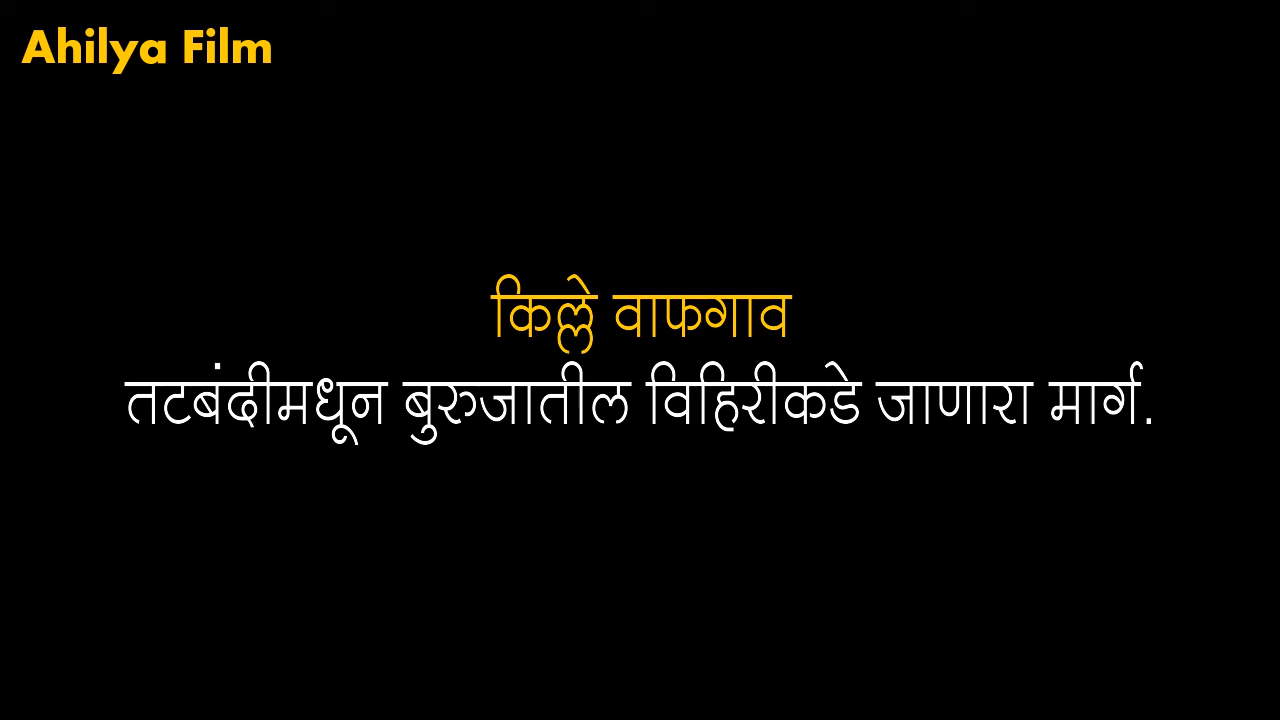 Ahilya Film
किल्ले वाफगाव
तटबंदीमधून बुरुजातील विहिरीकडे जाणारा मार्ग.